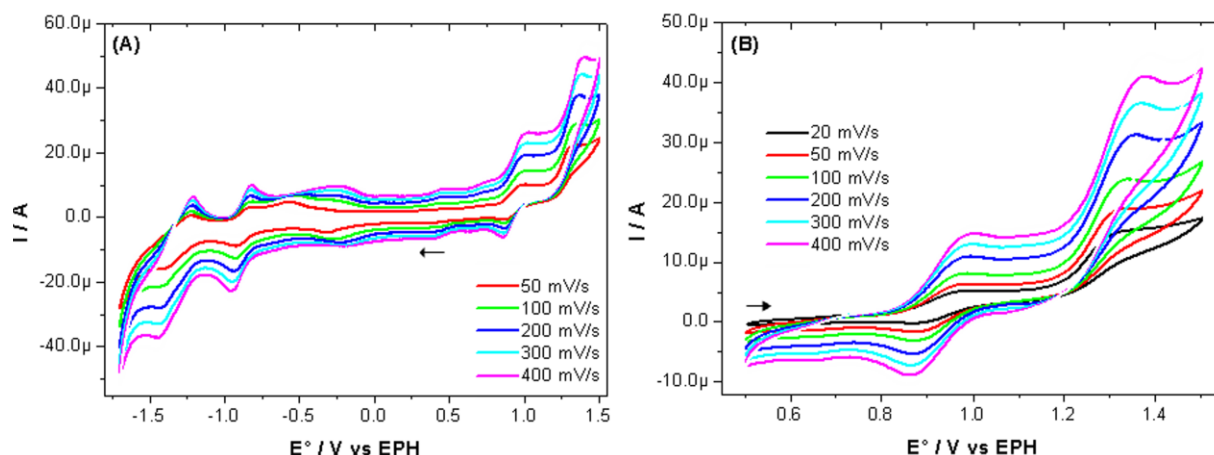 (A)
60.0µ
40.0µ
20.0µ
0.0
-20.0µ
-40.0µ
I / A
-1.5
-1.0
-0.5
0.0
0.5
1.0
1.5
E° / V vs EPH
50 mV/s
100 mV/s
200 mV/s
300 mV/s
400 mV/s
(B)
50.0µ
40.0µ
30.0µ
20.0µ
10.0µ
0.0
-10.0µ
I / A
0.6
0.8
1.0
1.2
1.4
E° / V vs EPH
20 mV/s
50 mV/s
100 mV/s
200 mV/s
300 mV/s
400 mV/s